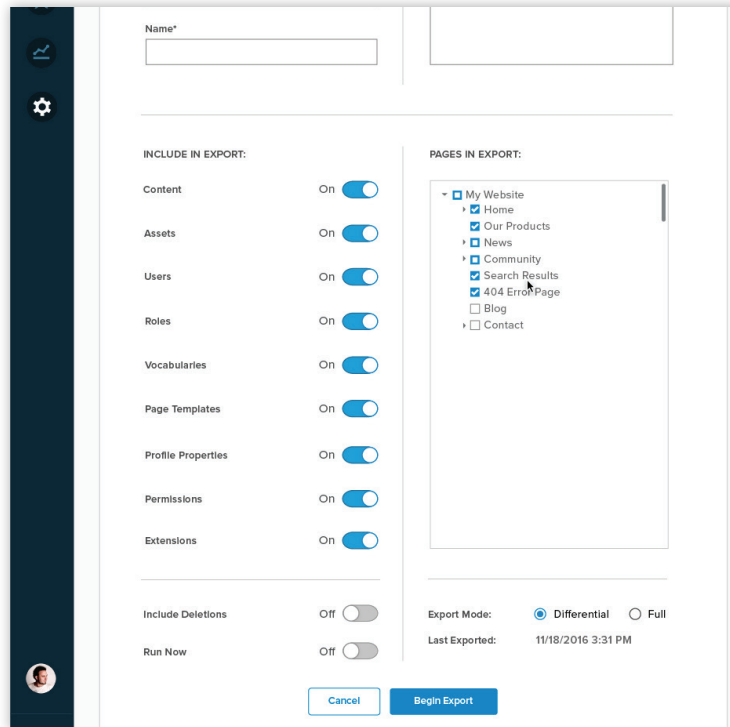 Name*
INCLUDE IN EXPORT:
Content On
Assets On
Users On
Roles On
Vocabularies On
Page Templates On
Profile Properties On
Permissions On
Extensions On
Include Deletions Off
Run Now Off
PAGES IN EXPORT:
My Website
Home
Our Products
News
Community
Search Results
404 Error Page
Blog
Contact
Export Mode: Differential Full
Last Exported: 11/18/2016 3:31 PM
Cancel Begin Export